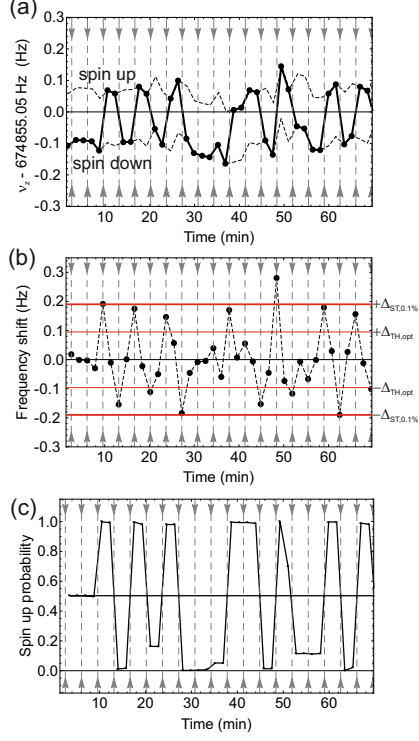 (a)
0.3
0.2
0.1
0.0
-0.1
-0.2
-0.3
ν_z - 674855.05 Hz (Hz)
spin up
spin down
0 10 20 30 40 50 60
Time (min)
(b)
0.3
0.2
0.1
0.0
-0.1
-0.2
-0.3
Frequency shift (Hz)
+Δ_ST,0.1%
+Δ_TH,opt
-Δ_TH,opt
-Δ_ST,0.1%
0 10 20 30 40 50 60
Time (min)
(c)
1.0
0.8
0.6
0.4
0.2
0.0
Spin up probability
0 10 20 30 40 50 60
Time (min)